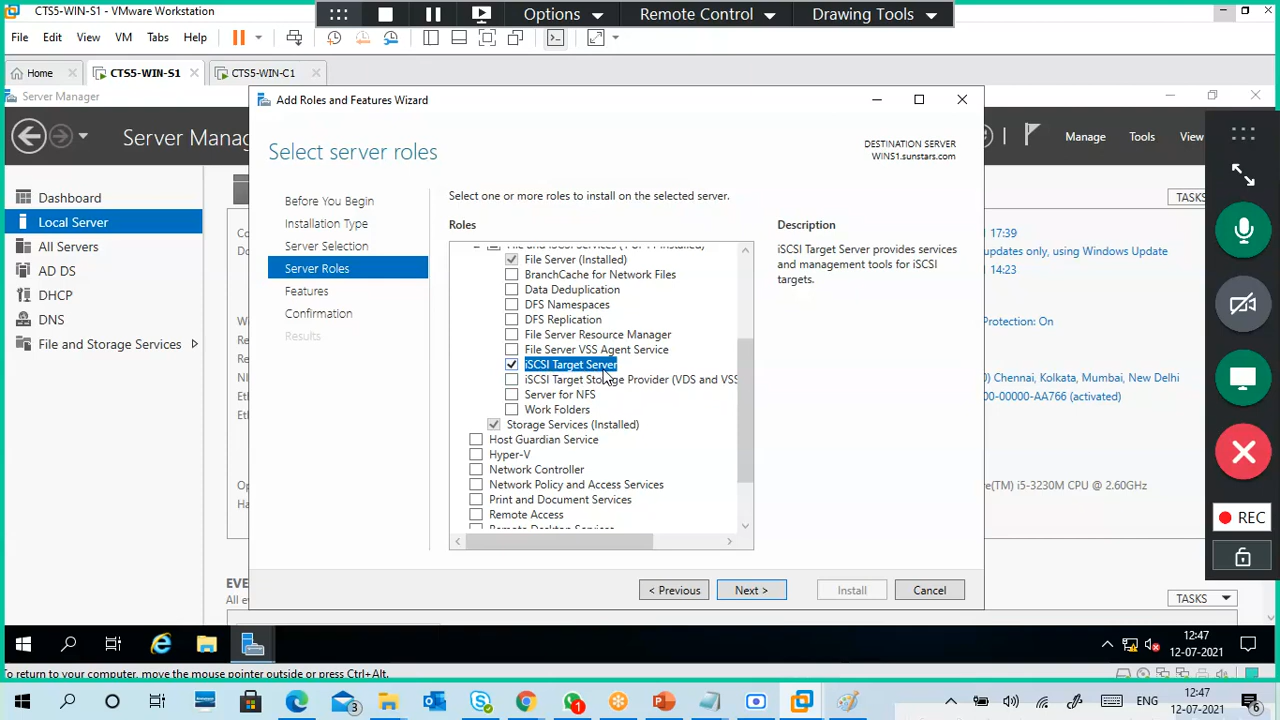 CTS5-WIN-S1 - VMware Workstation
Options
Remote Control
Drawing Tools
File Edit View VM Tabs Help
Home
CTS5-WIN-S1
CTS5-WIN-C1
Server Manager
Add Roles and Features Wizard
Server Manag
Manage Tools View
Select server roles
DESTINATION SERVER
WINS1.sunstars.com
Dashboard
Local Server
All Servers
AD DS
DHCP
DNS
File and Storage Services
TASKS
Before You Begin
Installation Type
Server Selection
Server Roles
Features
Confirmation
Results
Select one or more roles to install on the selected server.
Roles
File Server (Installed)
BranchCache for Network Files
Data Deduplication
DFS Namespaces
DFS Replication
File Server Resource Manager
File Server VSS Agent Service
iSCSI Target Server
iSCSI Target Storage Provider (VDS and VSS
Server for NFS
Work Folders
Storage Services (Installed)
Host Guardian Service
Hyper-V
Network Controller
Network Policy and Access Services
Print and Document Services
Remote Access
Remote Desktop Services
Description
iSCSI Target Server provides services
and management tools for iSCSI
targets.
17:39
updates only, using Windows Update
14:23
Protection: On
0) Chennai, Kolkata, Mumbai, New Delhi
00-00000-AA766 (activated)
e(TM) i5-3230M CPU @ 2.60GHz
REC
< Previous
Next >
Install
Cancel
EVE
All e
TASKS
12:47
12-07-2021
To return to your computer, move the mouse pointer outside or press Ctrl+Alt.
3
1
ENG
12:47
12-07-2021
6